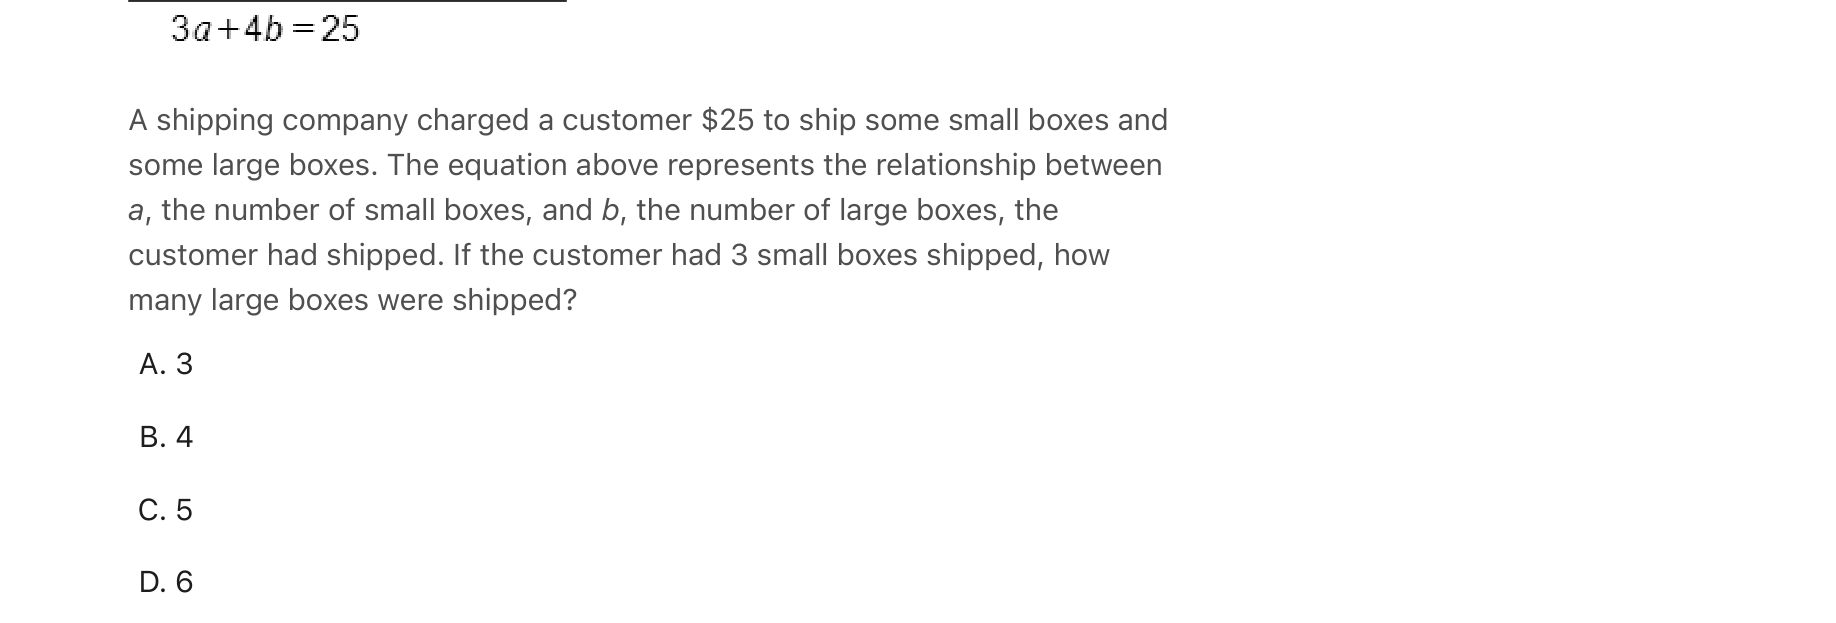 3a+4b=25
A shipping company charged a customer $25 to ship some small boxes and
some large boxes. The equation above represents the relationship between
a, the number of small boxes, and b, the number of large boxes, the
customer had shipped. If the customer had 3 small boxes shipped, how
many large boxes were shipped?
A. 3
B. 4
C. 5
D. 6